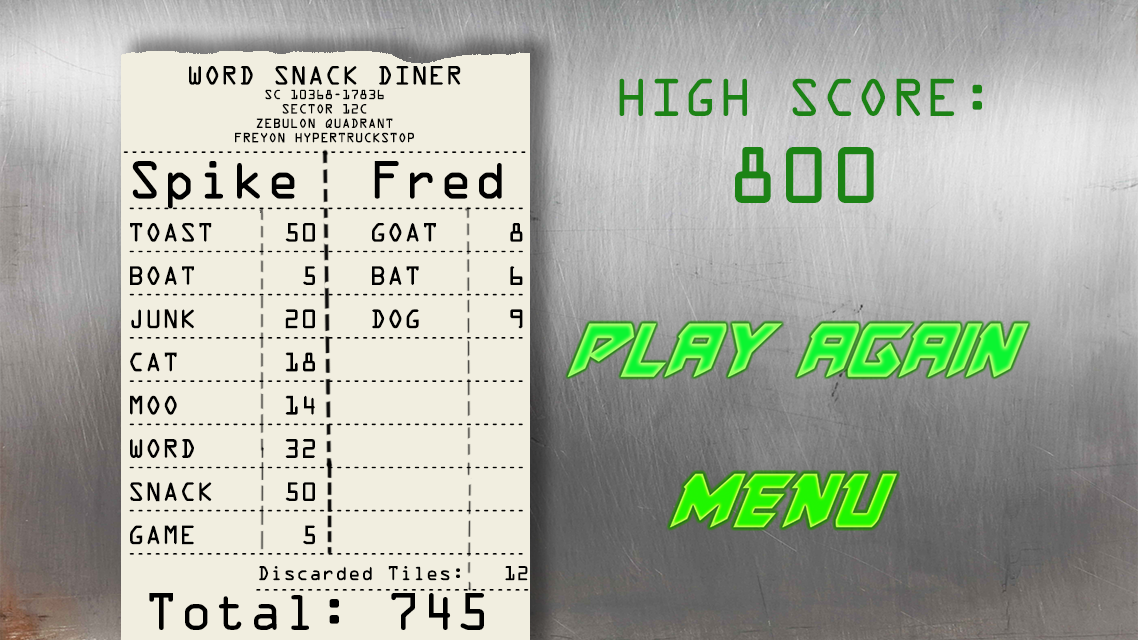 WORD SNACK DINER
SC 10368-17836
SECTOR 12C
ZEBULON QUADRANT
FREYON HYPERTRUCKSTOP
Spike Fred
TOAST 50 GOAT 8
BOAT 5 BAT 6
JUNK 20 DOG 9
CAT 18
MOO 14
WORD 32
SNACK 50
GAME 5
Discarded Tiles: 12
Total: 745
HIGH SCORE:
800
PLAY AGAIN
MENU